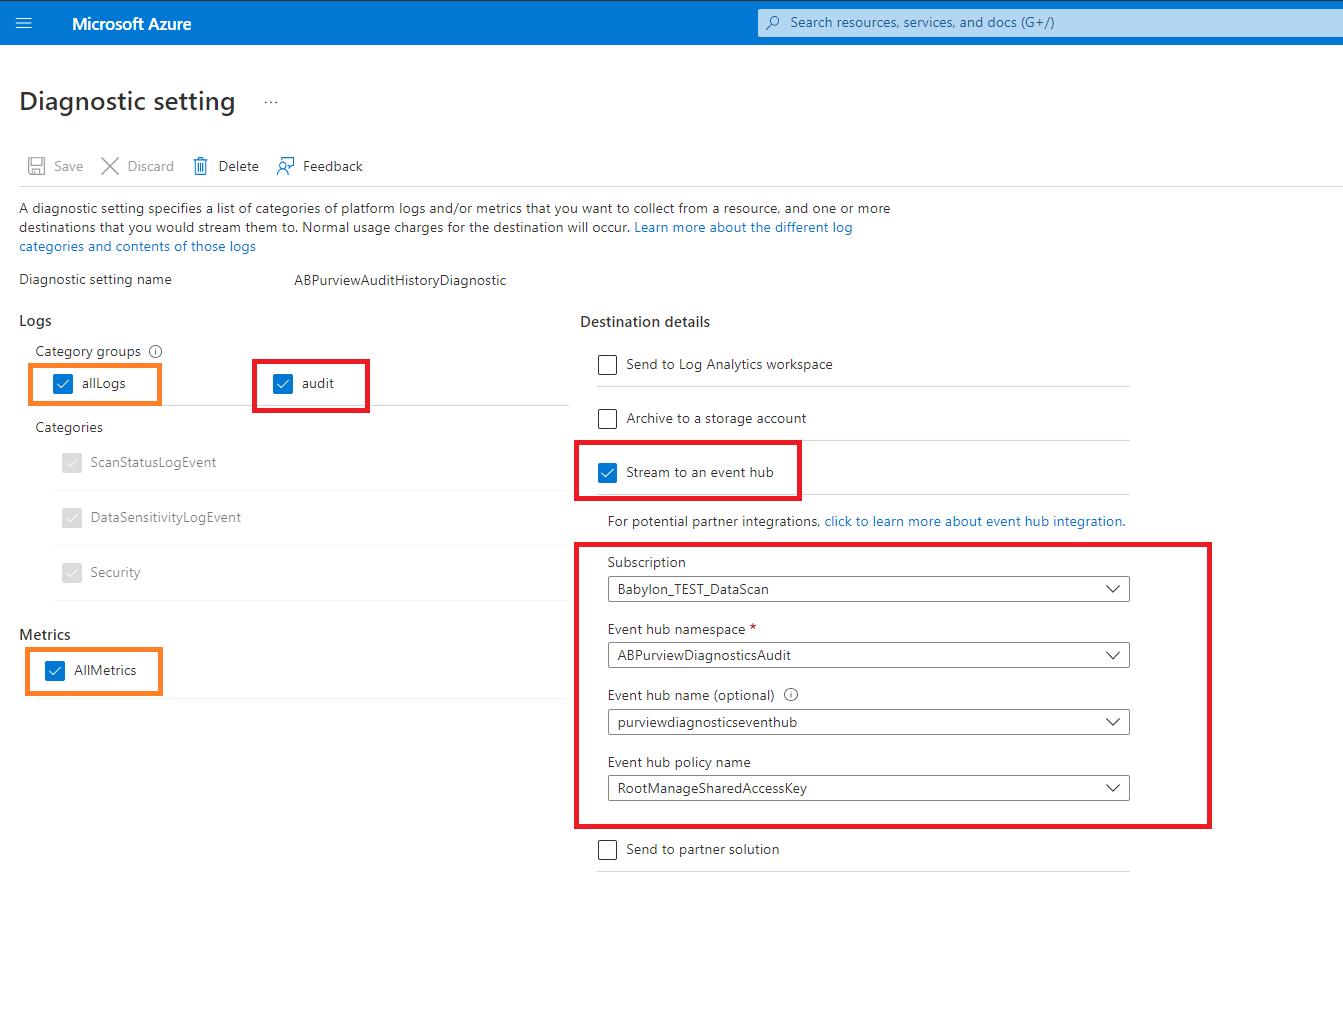 Microsoft Azure
Search resources, services, and docs (G+/)
Diagnostic setting ...
Save Discard Delete Feedback
A diagnostic setting specifies a list of categories of platform logs and/or metrics that you want to collect from a resource, and one or more
destinations that you would stream them to. Normal usage charges for the destination will occur. Learn more about the different log
categories and contents of those logs
Diagnostic setting name ABPurviewAuditHistoryDiagnostic
Logs
Category groups
allLogs audit
Categories
ScanStatusLogEvent
DataSensitivityLogEvent
Security
Metrics
AllMetrics
Destination details
Send to Log Analytics workspace
Archive to a storage account
Stream to an event hub
For potential partner integrations, click to learn more about event hub integration.
Subscription
Babylon_TEST_DataScan
Event hub namespace *
ABPurviewDiagnosticsAudit
Event hub name (optional)
purviewdiagnosticseventhub
Event hub policy name
RootManageSharedAccessKey
Send to partner solution